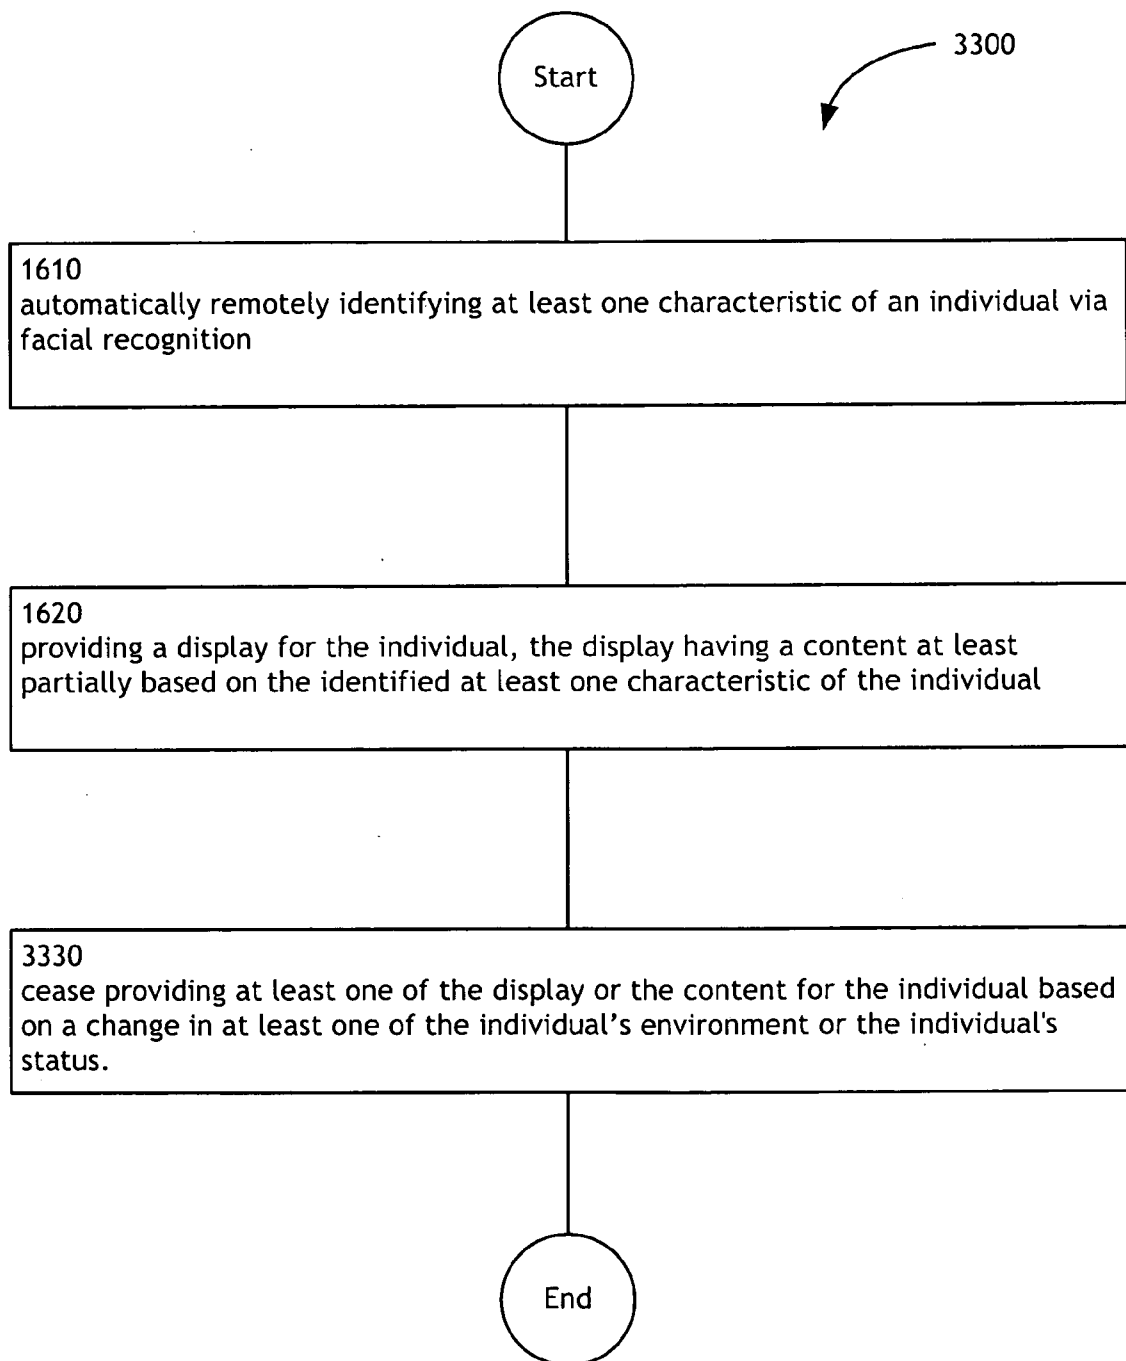 Start
3300
1610
automatically remotely identifying at least one characteristic of an individual via
facial recognition
1620
providing a display for the individual, the display having a content at least
partially based on the identified at least one characteristic of the individual
3330
cease providing at least one of the display or the content for the individual based
on a change in at least one of the individual’s environment or the individual's
status.
End